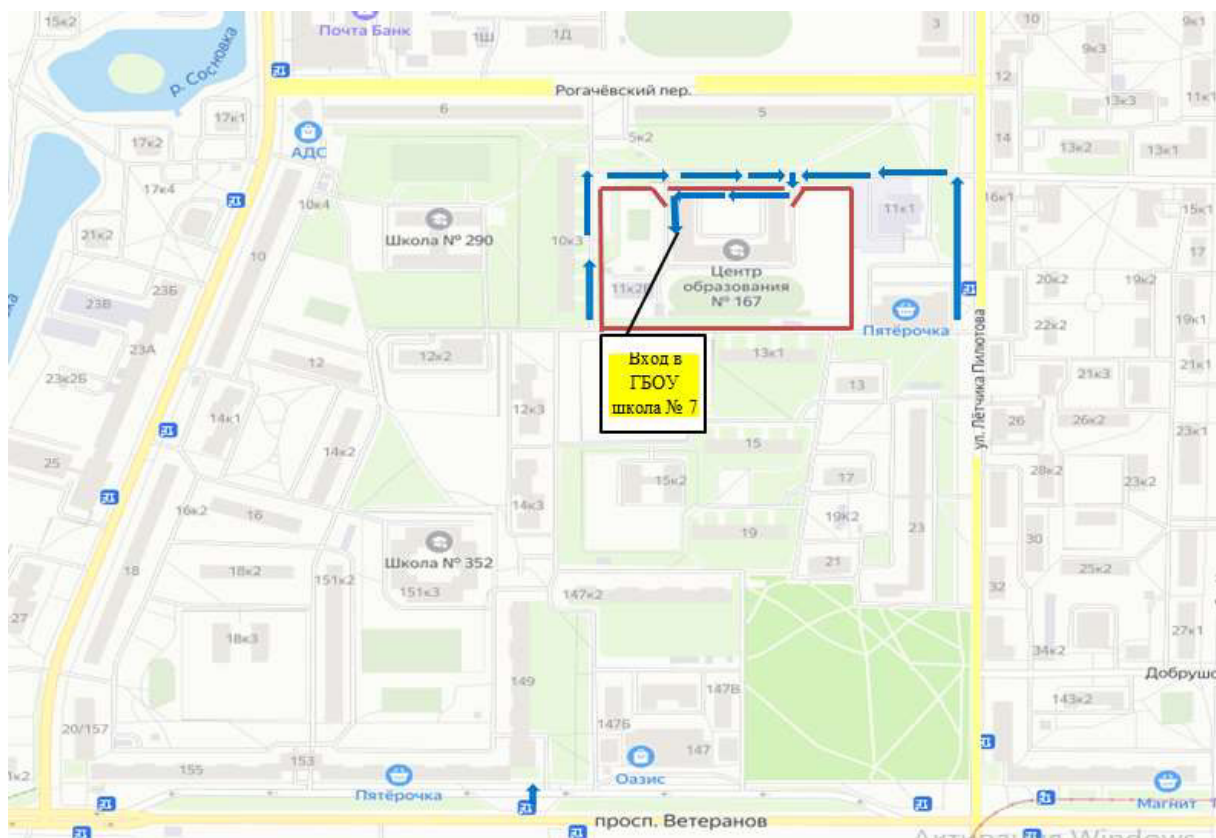 15к2
Почта Банк
1Ш
1Д
3
10
9к1
р. Сосновка
9к3
12
Рогачёвский пер.
13к3
11к1
17к1
6
5
14
17к2
АДС
5к2
13к2
13к1
17к4
10к4
16к1
15к1
21к2
Школа № 290
10к3
11к1
17
10
Центр
образования
№ 167
20к2
19к2
23В
23Б
11к2
Пятёрочка
22к2
19к1
23А
12
12к2
Вход в
ГБОУ
школа № 7
13к1
ул. Лётчика Пилютова
21к1
23к2Б
13
21к3
14к1
12к3
26
26к2
23к1
14к2
15
25
15к2
17
28к2
23к2
16к2
16
14к3
19к2
19
23
30
Школа № 352
21
18
18к2
151к2
151к3
147к2
32
25к2
27
18к3
27к1
34к2
149
147В
Добрушс
143к2
20/157
147Б
147
155
153
Оазис
к2
Пятёрочка
Магнит
просп. Ветеранов
Активация Windows